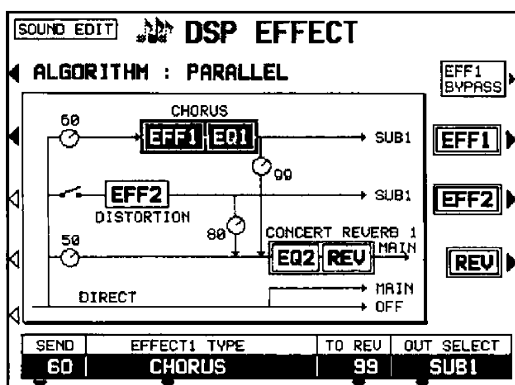 SOUND EDIT DSP EFFECT
ALGORITHM : PARALLEL
EFF1 BYPASS
60 CHORUS
EFF1 EQ1 SUB1 EFF1
99
EFF2 SUB1 EFF2
DISTORTION
80 CONCERT REVERB 1
50 EQ2 REV MAIN REV
DIRECT MAIN
OFF
SEND EFFECT1 TYPE TO REV OUT SELECT
60 CHORUS 99 SUB1